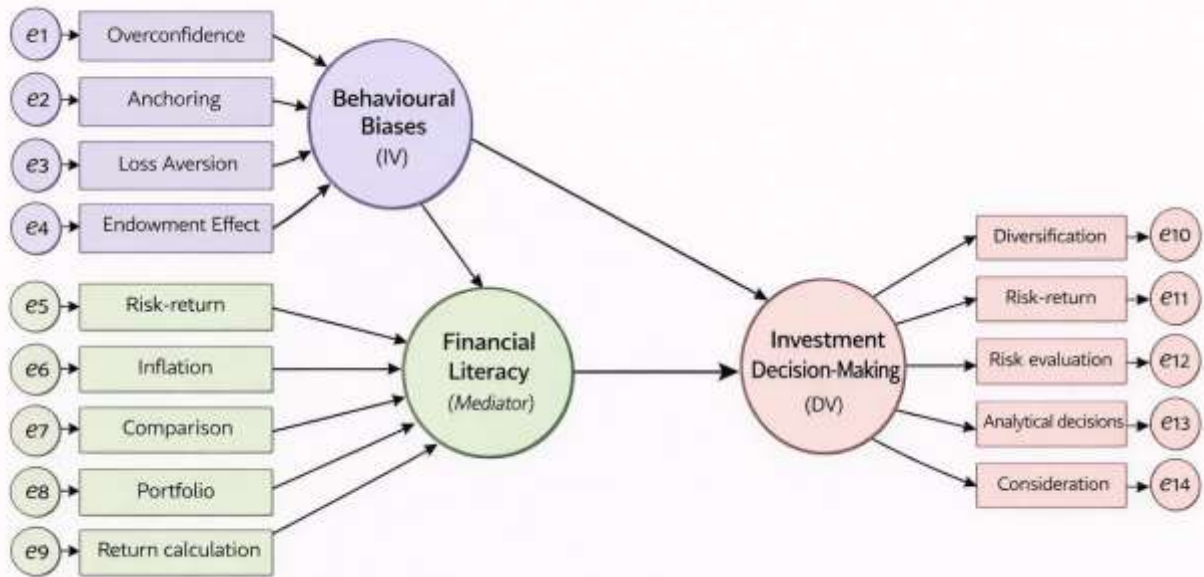 e1
Overconfidence
e2
Anchoring
e3
Loss Aversion
e4
Endowment Effect
Behavioural
Biases
(IV)
e5
Risk-return
e6
Inflation
e7
Comparison
e8
Portfolio
e9
Return calculation
Financial
Literacy
(Mediator)
Investment
Decision-Making
(DV)
Diversification
e10
Risk-return
e11
Risk evaluation
e12
Analytical decisions
e13
Consideration
e14